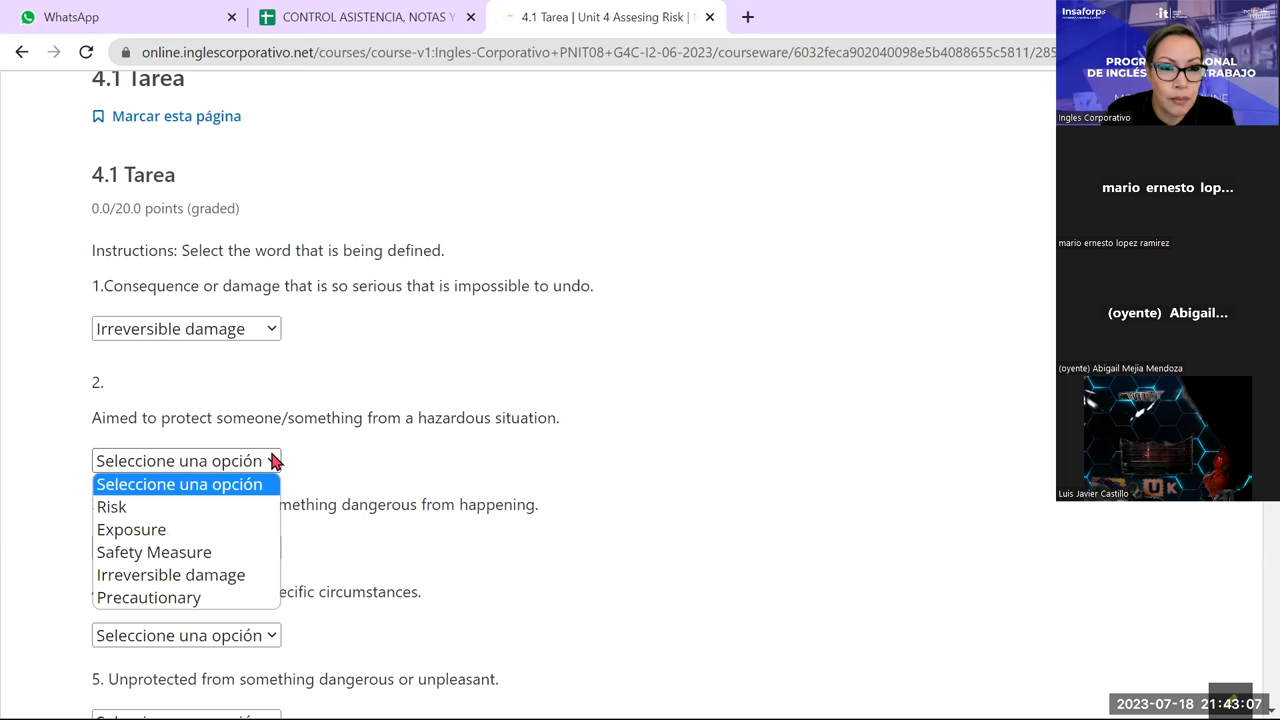 WhatsApp
CONTROL ASISTENCIA Y NOTAS Y
4.1 Tarea | Unit 4 Assesing Risk |
online.inglescorporativo.net/courses/course-v1:Ingles-Corporativo+INIT08+G4C-I2-06-2023/courseware/6032feca902040098e5b4088655c5811/285
4.1 Tarea
Marcar esta página
4.1 Tarea
0.0/20.0 points (graded)
Instructions: Select the word that is being defined.
1.Consequence or damage that is so serious that is impossible to undo.
Irreversible damage
2.
Aimed to protect someone/something from a hazardous situation.
Seleccione una opción
Seleccione una opción
Risk
mething dangerous from happening.
Exposure
Safety Measure
Irreversible damage
ecific circumstances.
Precautionary
Seleccione una opción
5. Unprotected from something dangerous or unpleasant.
Insaforp
it
DE INGLÉS TRABAJO
Ingles Corporativo
mario ernesto lop...
mario ernesto lopez ramirez
(oyente) Abigail...
(oyente) Abigail Mejia Mendoza
Luis Javier Castillo
2023-07-18 21:43:07